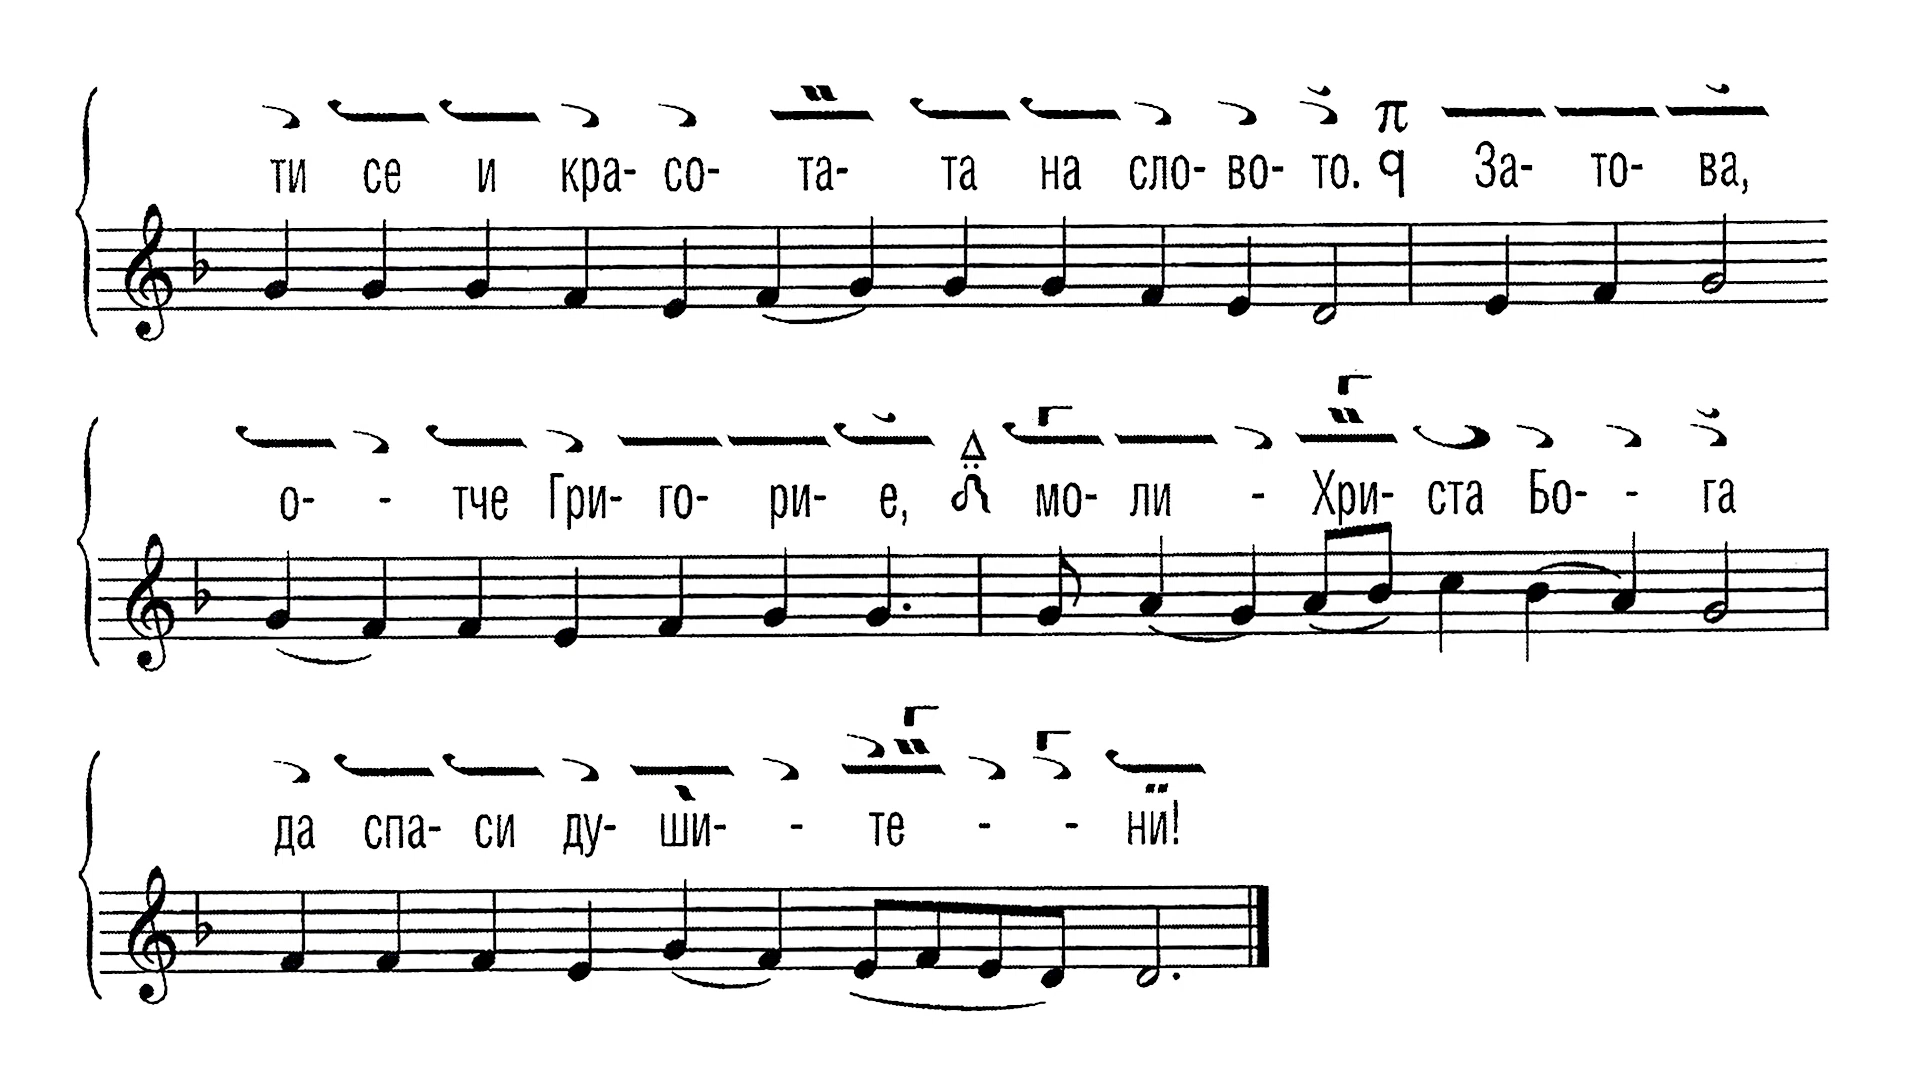 ти се и кра- со- та- та на сло- во- то. π q За- то- ва,
о- - тче Гри- го- ри- е, Δ мо- ли - Хри- ста Бо- - га
да спа- си ду- ши- - те - - ни!